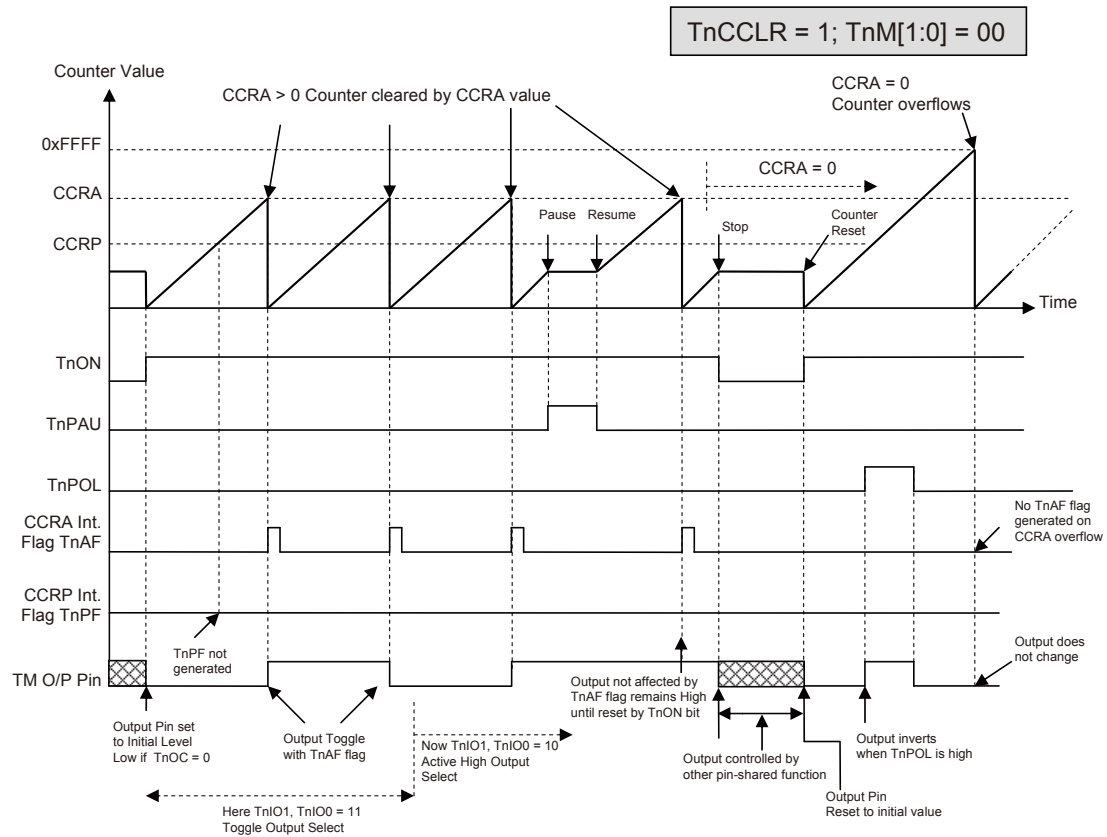 TnCCLR = 1; TnM[1:0] = 00
Counter Value
CCRA > 0 Counter cleared by CCRA value
CCRA = 0
Counter overflows
0xFFFF
CCRA = 0
CCRA
Pause
Resume
Stop
Counter
Reset
CCRP
Time
TnON
TnPAU
TnPOL
No TnAF flag
generated on
CCRA overflow
CCRA Int.
Flag TnAF
CCRP Int.
Flag TnPF
TnPF not
generated
Output does
not change
TM O/P Pin
Output not affected by
TnAF flag remains High
until reset by TnON bit
Output Pin set
to Initial Level
Low if TnOC = 0
Output Toggle
with TnAF flag
Now TnIO1, TnIO0 = 10
Active High Output
Select
Output controlled by
other pin-shared function
Output inverts
when TnPOL is high
Output Pin
Reset to initial value
Here TnIO1, TnIO0 = 11
Toggle Output Select